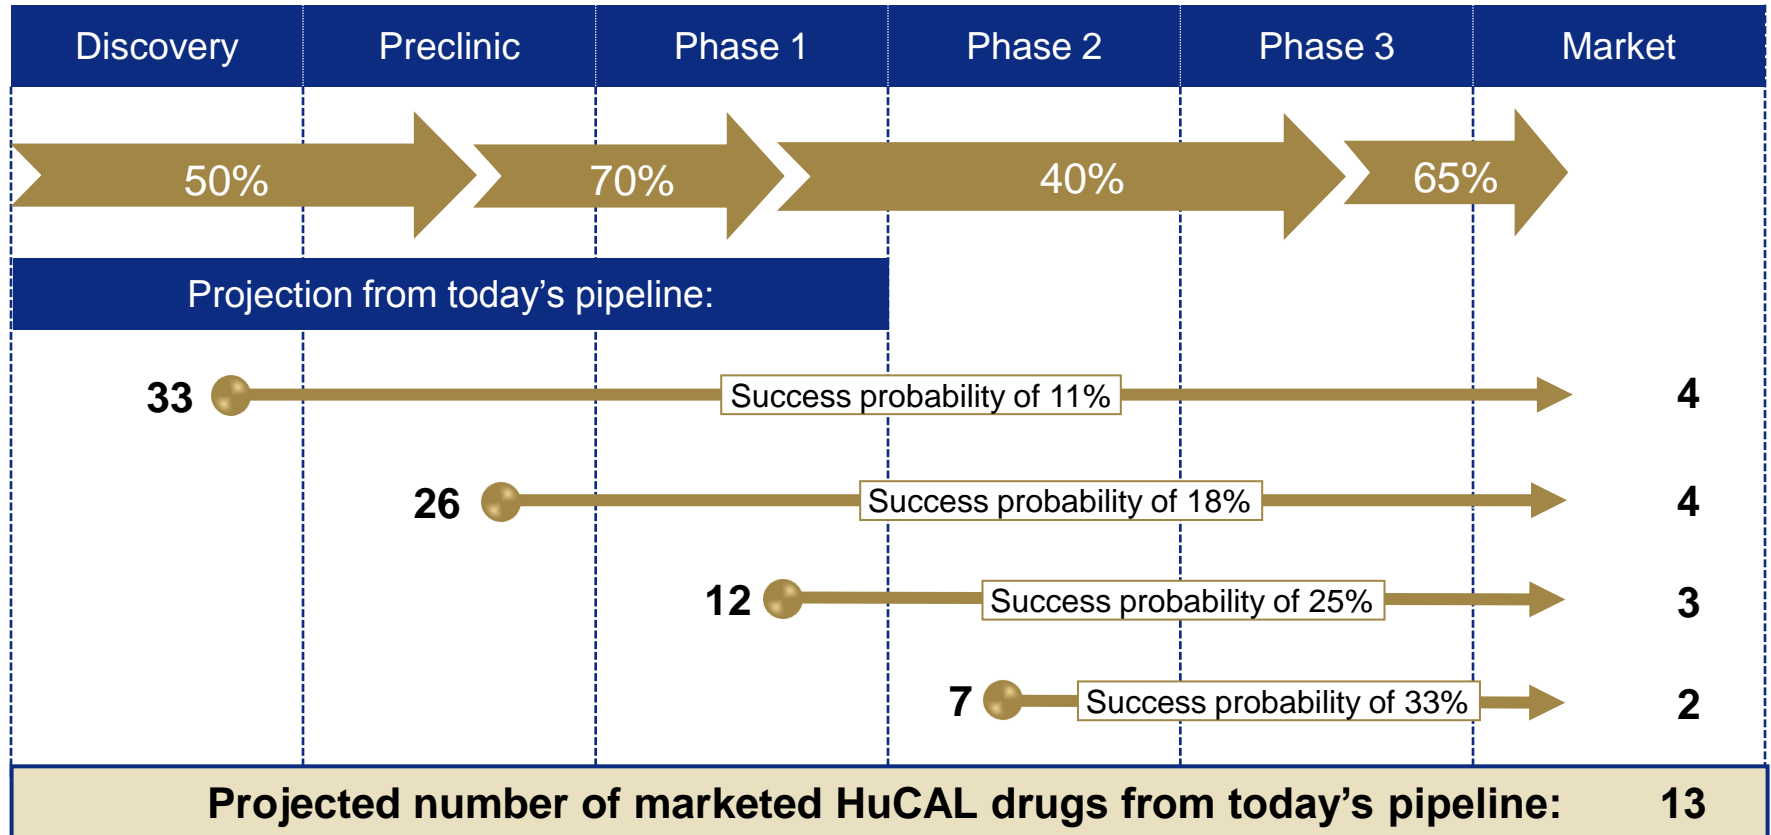 Discovery Preclinic Phase 1 Phase 2 Phase 3 Market
50% 70% 40% 65%
Projection from today’s pipeline:
33 Success probability of 11% 4
26 Success probability of 18% 4
12 Success probability of 25% 3
7 Success probability of 33% 2
Projected number of marketed HuCAL drugs from today’s pipeline: 13